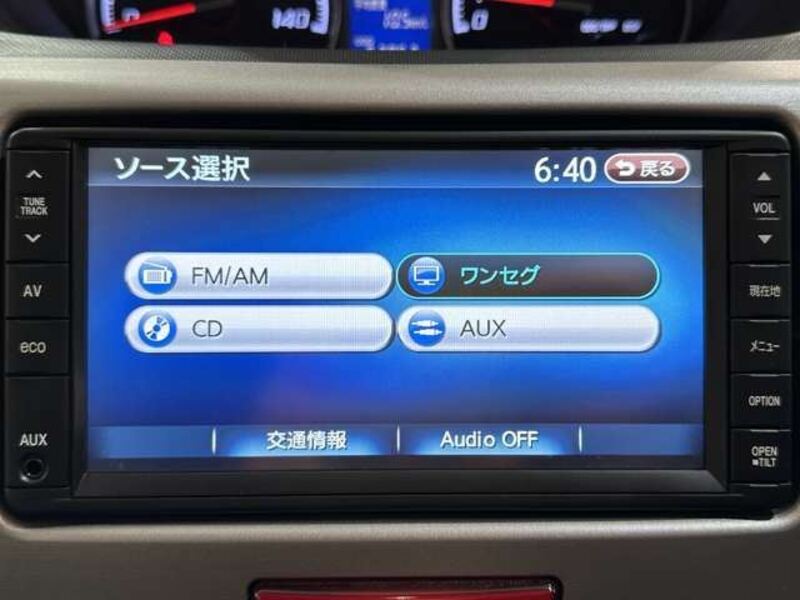 140
0
ソース選択
6:40
戻る
TUNE
TRACK
AV
eco
AUX
FM/AM
ワンセグ
CD
AUX
交通情報
Audio OFF
VOL
現在地
メニュー
OPTION
OPEN
TILT